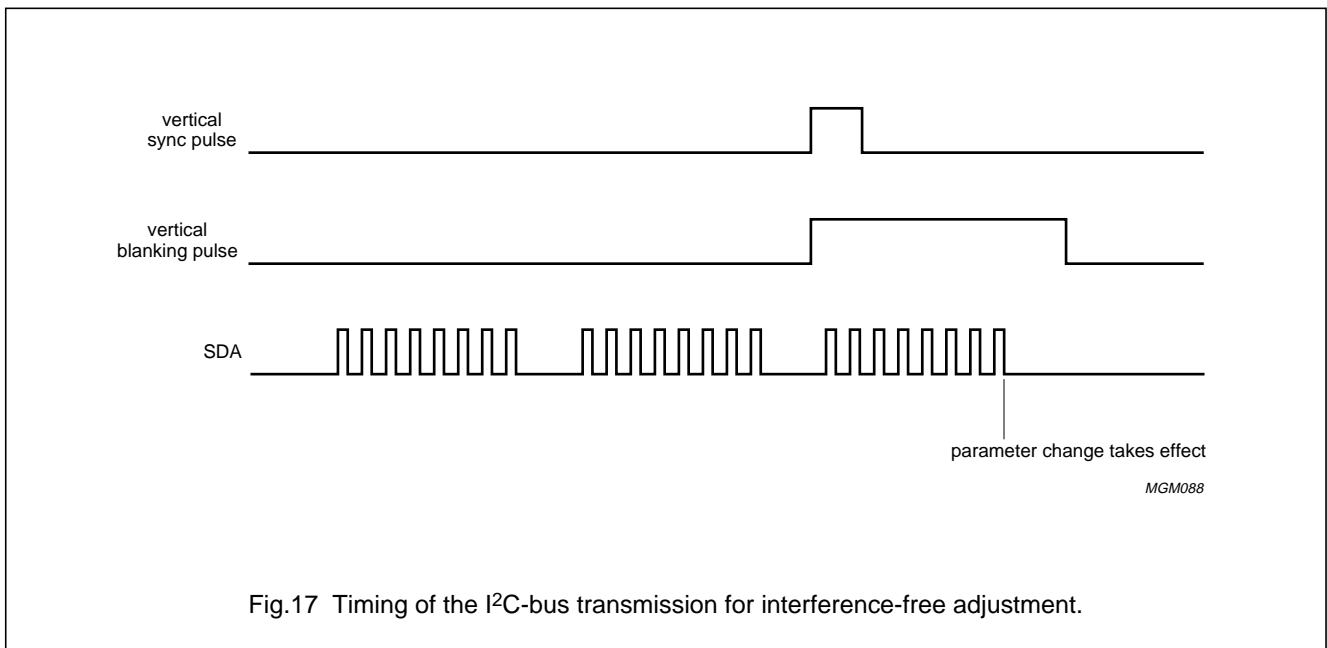 vertical
sync pulse
vertical
blanking pulse
SDA
parameter change takes effect
MGM088
Fig.17 Timing of the I²C-bus transmission for interference-free adjustment.